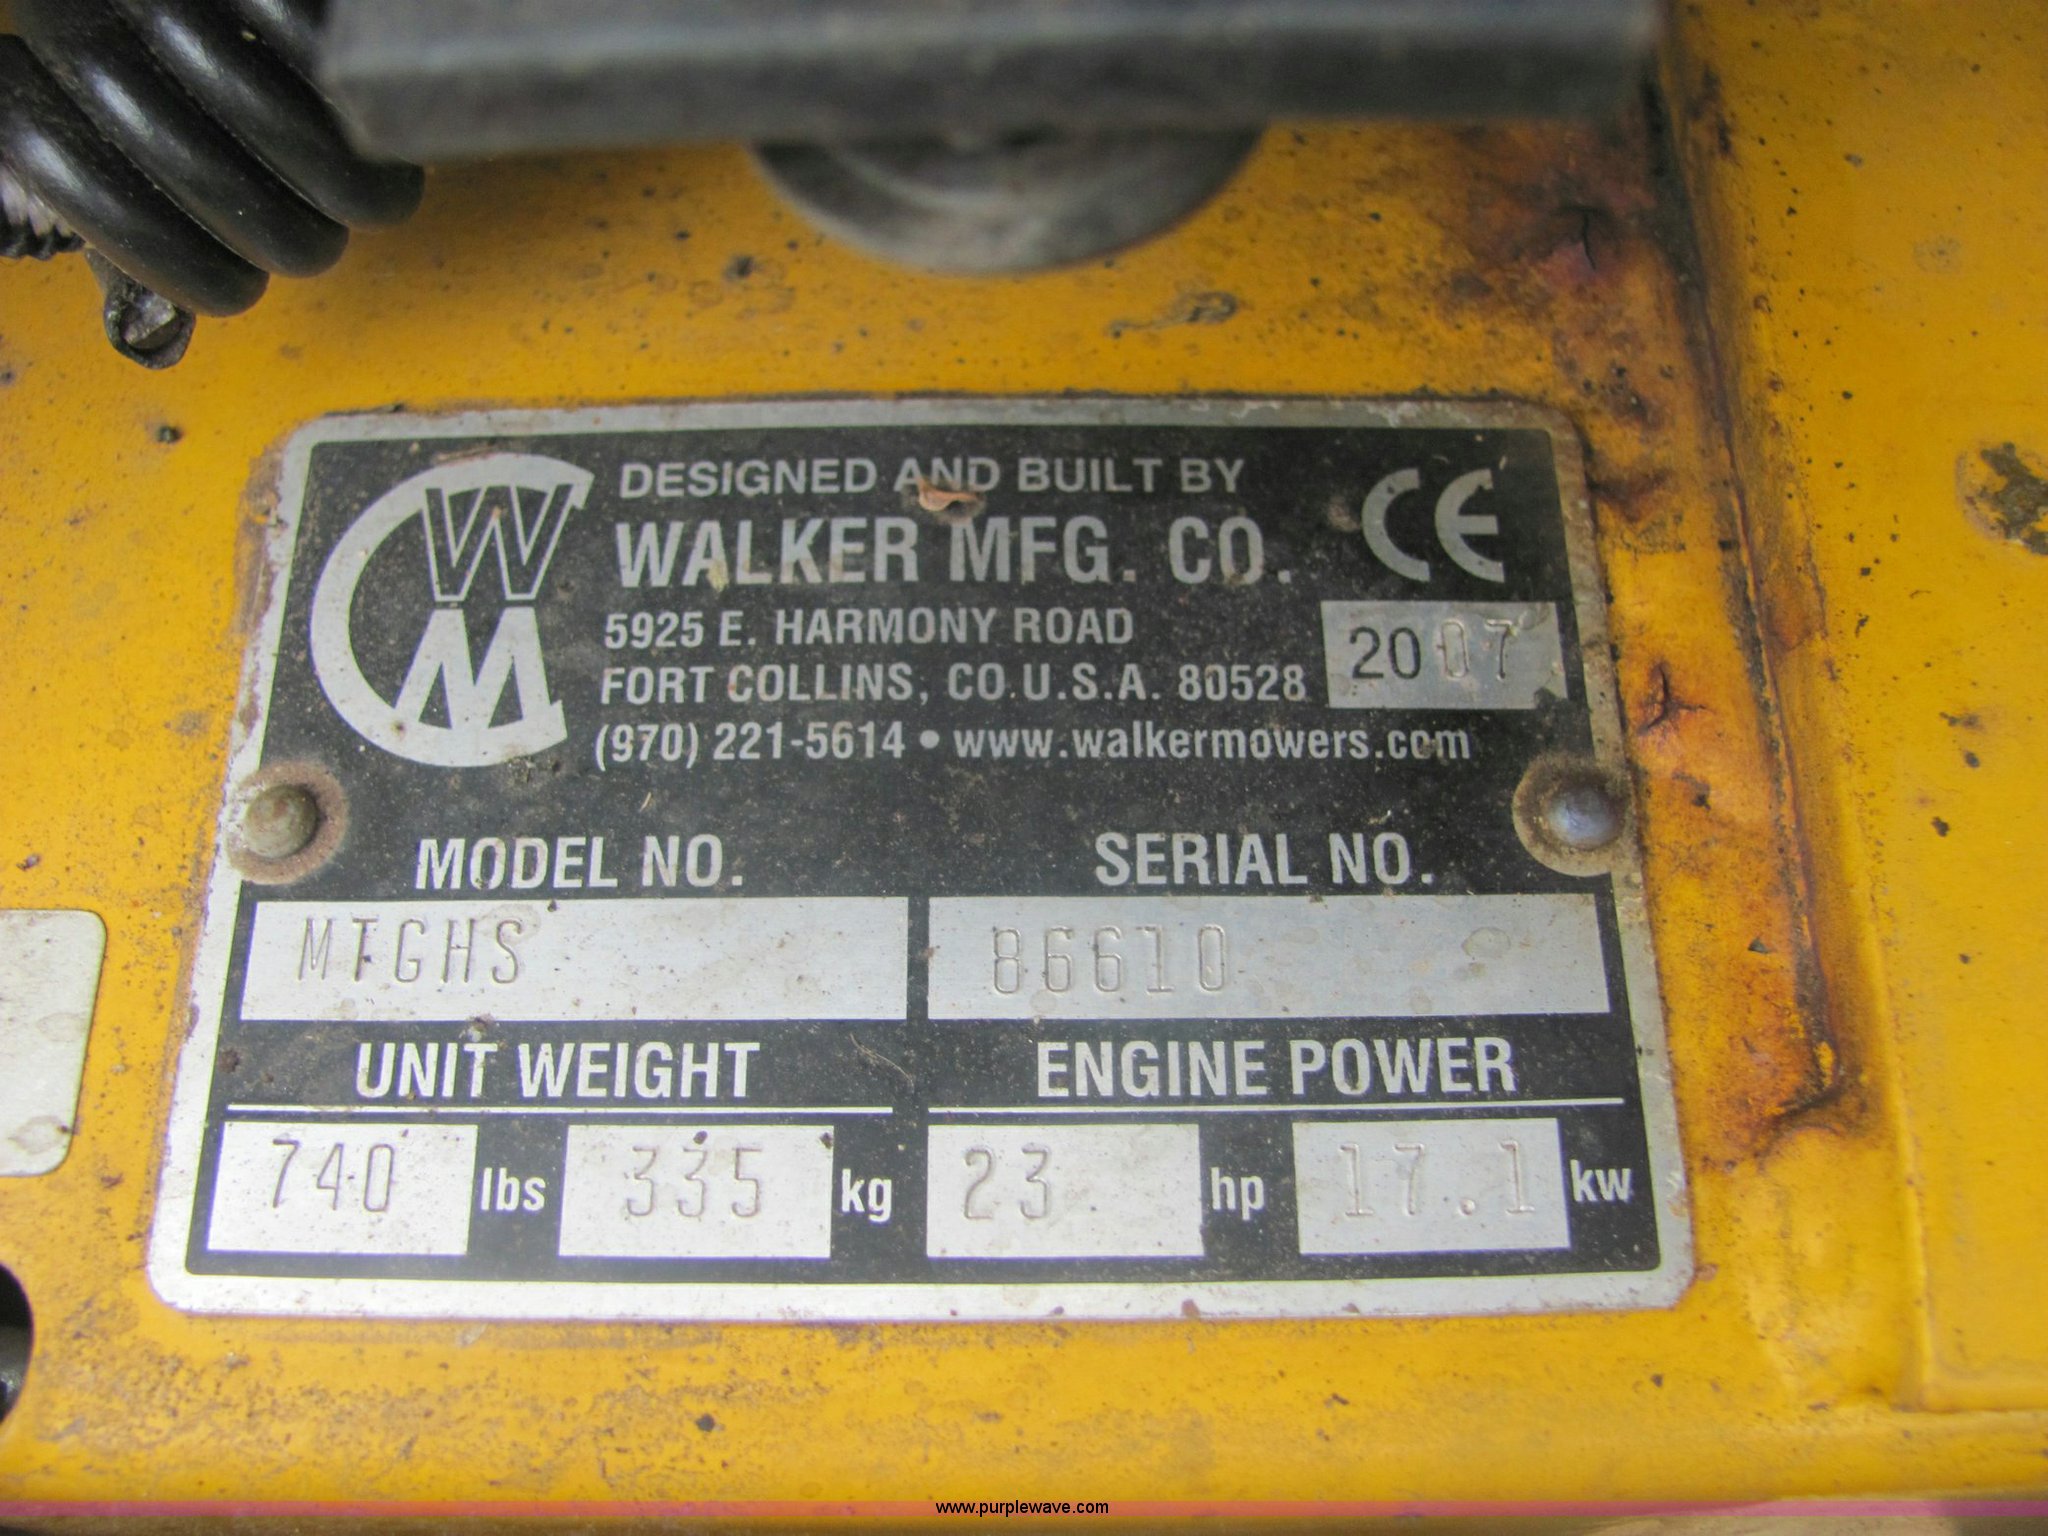 WM
DESIGNED AND BUILT BY
WALKER MFG. CO.
CE
5925 E. HARMONY ROAD
FORT COLLINS, CO.U.S.A. 80528
2007
(970) 221-5614 • www.walkermowers.com
MODEL NO.
SERIAL NO.
MTGHS
86610
UNIT WEIGHT
ENGINE POWER
740 lbs 335 kg
23 hp 17.1 kw
www.purplewave.com